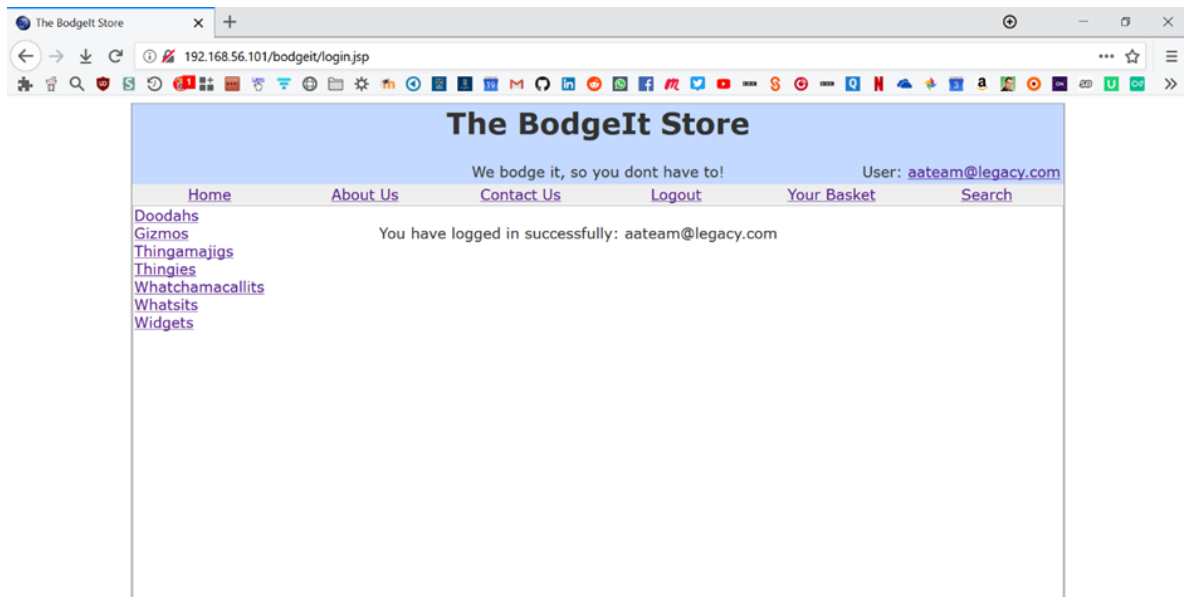 The BodgeIt Store
192.168.56.101/bodgeit/login.jsp
The BodgeIt Store
We bodge it, so you dont have to!
User: aateam@legacy.com
Home About Us Contact Us Logout Your Basket Search
Doodahs
Gizmos
Thingamajigs
Thingies
Whatchamacallits
Whatsits
Widgets
You have logged in successfully: aateam@legacy.com